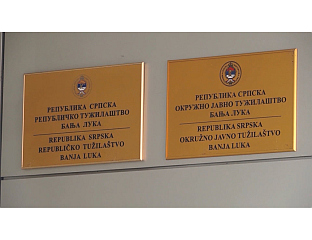 РЕПУБЛИКА СРПСКА
РЕПУБЛИЧКО ТУЖИЛАШТВО
БАЊА ЛУКА
REPUBLIKA SRPSKA
REPUBLIČKO TUŽILAŠTVO
BANJA LUKA
РЕПУБЛИКА СРПСКА
ОКРУЖНО ЈАВНО ТУЖИЛАШТВО
БАЊА ЛУКА
REPUBLIKA SRPSKA
OKRUŽNO JAVNO TUŽILAŠTVO
BANJA LUKA